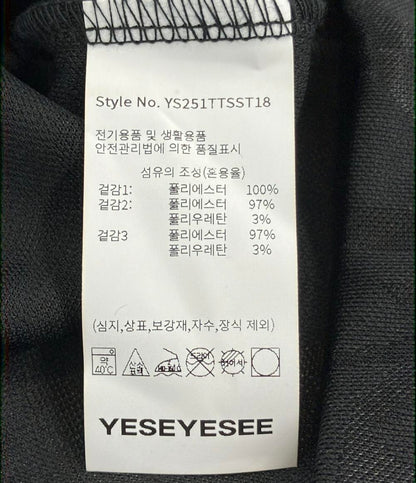 Style No. YS251TTSST18
전기용품 및 생활용품
안전관리법에 의한 품질표시
섬유의 조성(혼용율)
겉감1: 폴리에스터 100%
겉감2: 폴리에스터 97%
폴리우레탄 3%
겉감3 폴리에스터 97%
폴리우레탄 3%
(심지,상표,보강재,자수,장식 제외)
약 40℃
YESEYESEE